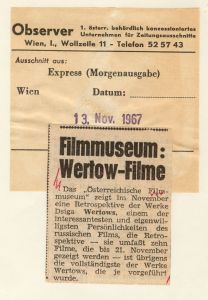 Observer 1. österr. behördlich konzessioniertes
Unternehmen für Zeitungsausschnitte
Wien, I., Wollzeile 11 - Telefon 52 57 43
Ausschnitt aus:
Express (Morgenausgabe)
Wien Datum:
13. Nov. 1967
Filmmuseum:
Wertow-Filme
Das „Österreichische Film-
museum" zeigt im November
eine Retrospektive der Werke
Dsiga Wertows, einen der
interessantesten und eigenwil-
ligsten Persönlichkeiten des
russischen Films, die Retro-
spektive — sie umfaßt zehn
Filme, die bis 21. November
gezeigt werden — ist übrigens
die vollständigste der Werke
Wertows, die je vorgeführt
wurde.